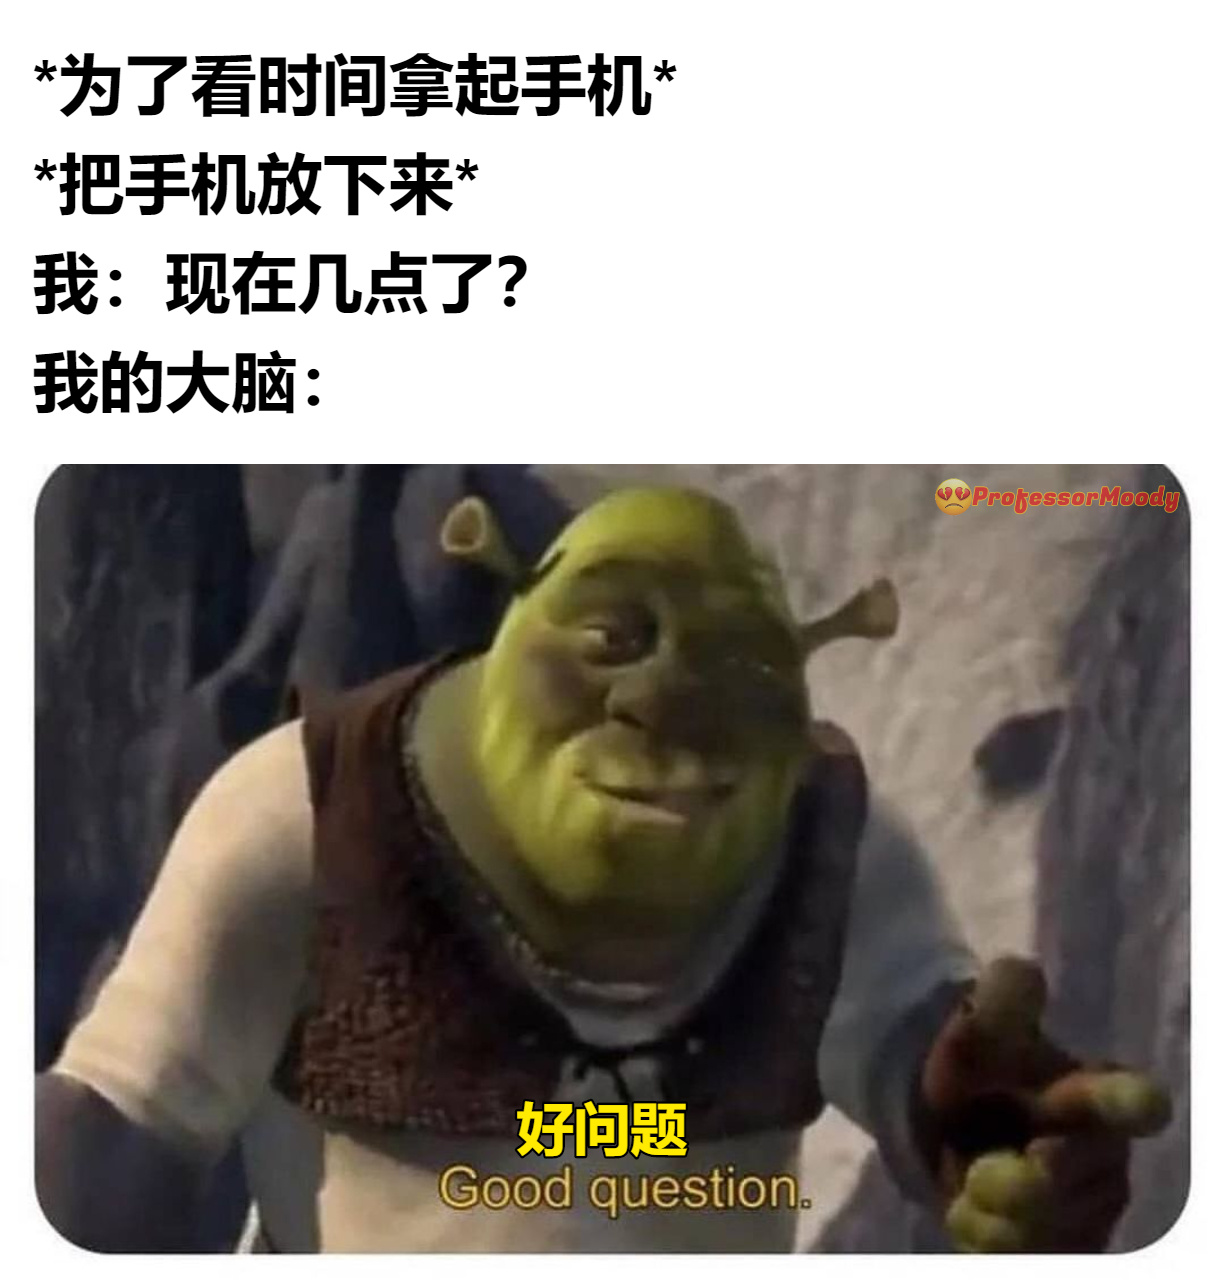 *为了看时间拿起手机*
*把手机放下来*
我：现在几点了？
我的大脑：
ProfessorMoody
好问题
Good question.